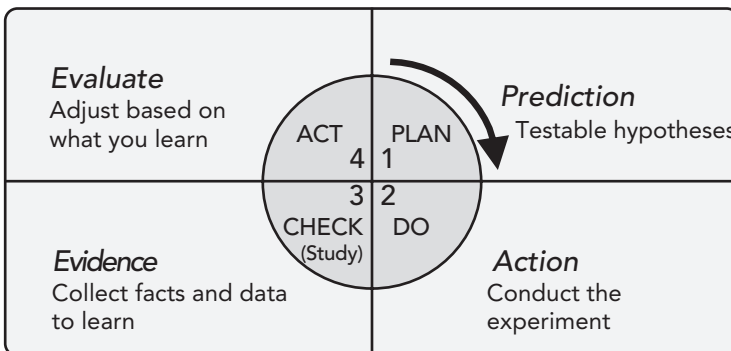 Evaluate
Adjust based on
what you learn
Prediction
Testable hypotheses
ACT
PLAN
4
1
3
2
CHECK
(Study)
DO
Evidence
Collect facts and data
to learn
Action
Conduct the
experiment